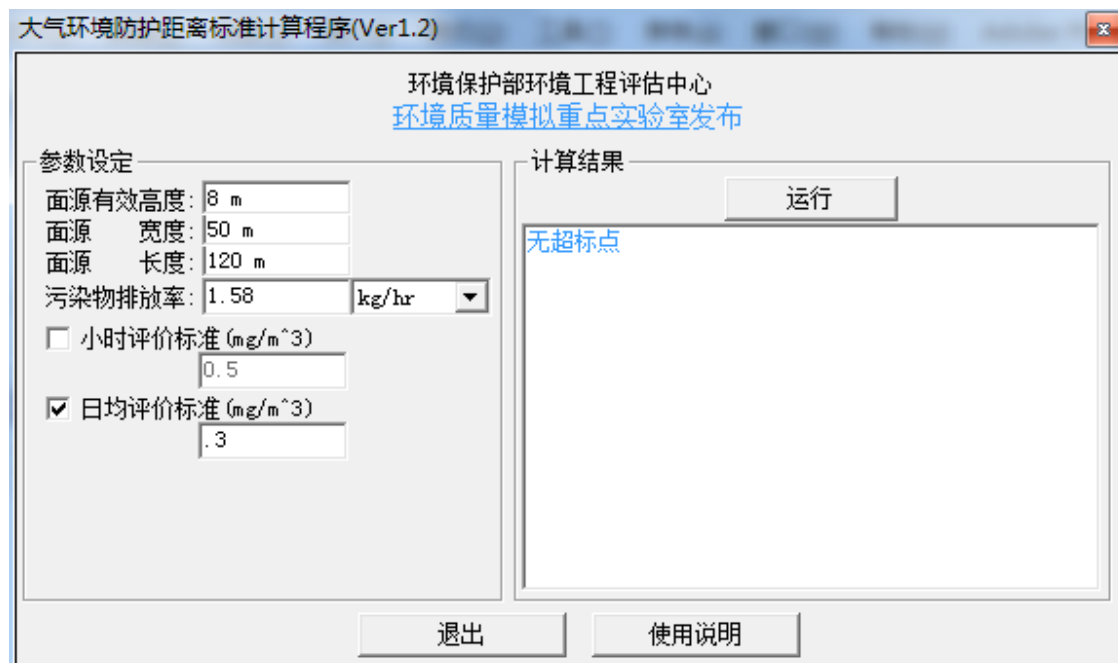 大气环境防护距离标准计算程序(Ver1.2)
环境保护部环境工程评估中心
环境质量模拟重点实验室发布
参数设定
面源有效高度: 8 m
面源 宽度: 50 m
面源 长度: 120 m
污染物排放率: 1.58 kg/hr
小时评价标准(mg/m^3)
0.5
日均评价标准(mg/m^3)
.3
计算结果
运行
无超标点
退出
使用说明